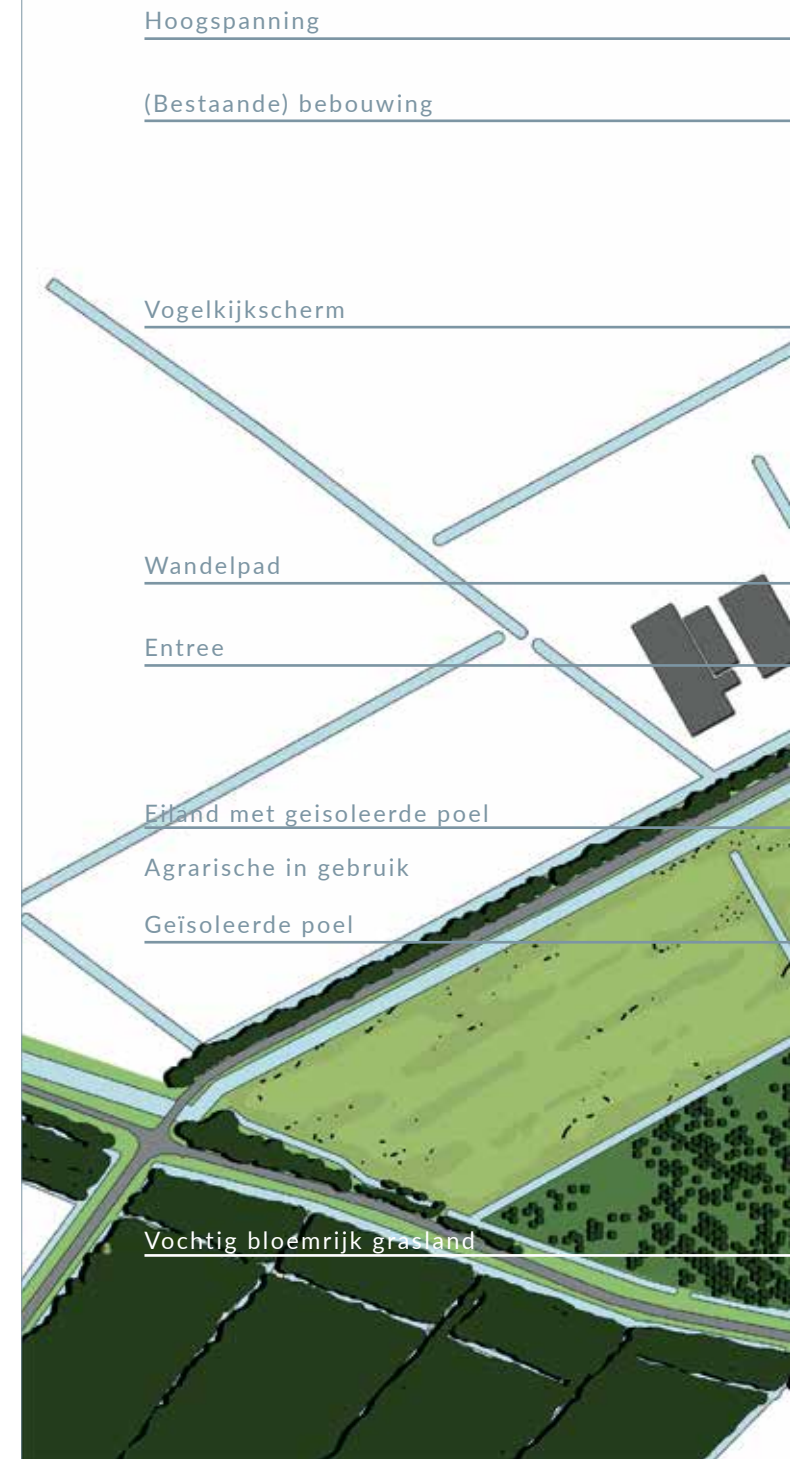 Hoogspanning
(Bestaande) bebouwing
Vogelkijkscherm
Wandelpad
Entree
Eiland met geisoleerde poel
Agrarische in gebruik
Geïsoleerde poel
Vochtig bloemrijk grasland